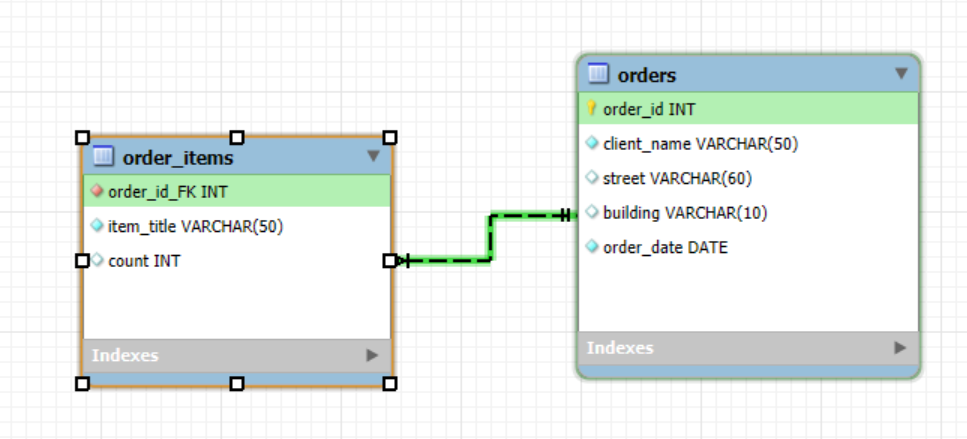 order_items
order_id_FK INT
item_title VARCHAR(50)
count INT
Indexes
orders
order_id INT
client_name VARCHAR(50)
street VARCHAR(60)
building VARCHAR(10)
order_date DATE
Indexes